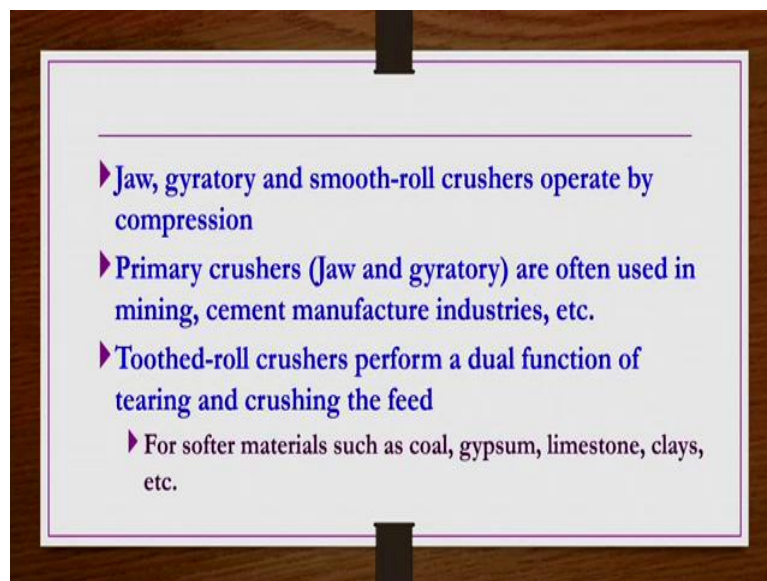 Jaw, gyratory and smooth-roll crushers operate by
compression
Primary crushers (Jaw and gyratory) are often used in
mining, cement manufacture industries, etc.
Toothed-roll crushers perform a dual function of
tearing and crushing the feed
For softer materials such as coal, gypsum, limestone, clays,
etc.